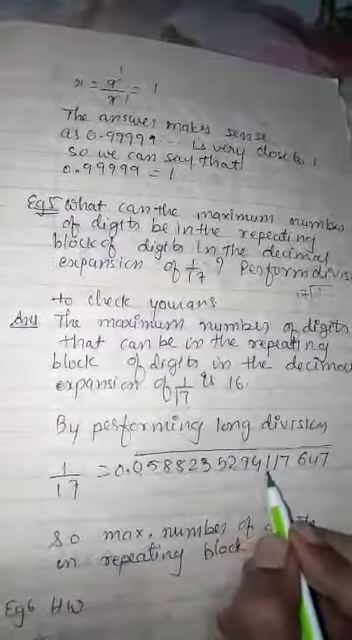 x = 9/x = 1
The answer makes sense
as 0.99999... is very close to 1
so we can say that
0.99999 = 1
Eg5 What can the maximum number
of digits be in the repeating
block of digits in the decimal
expansion of 1/17? Perform divis
to check your ans
17
Ans The maximum number of digits
that can be in the repeating
block of digits in the decimal
expansion of 1/17 is 16.
By performing long division
1/17 = 0.0588235294117647
so max. number of
in repeating block
Eg6 HW